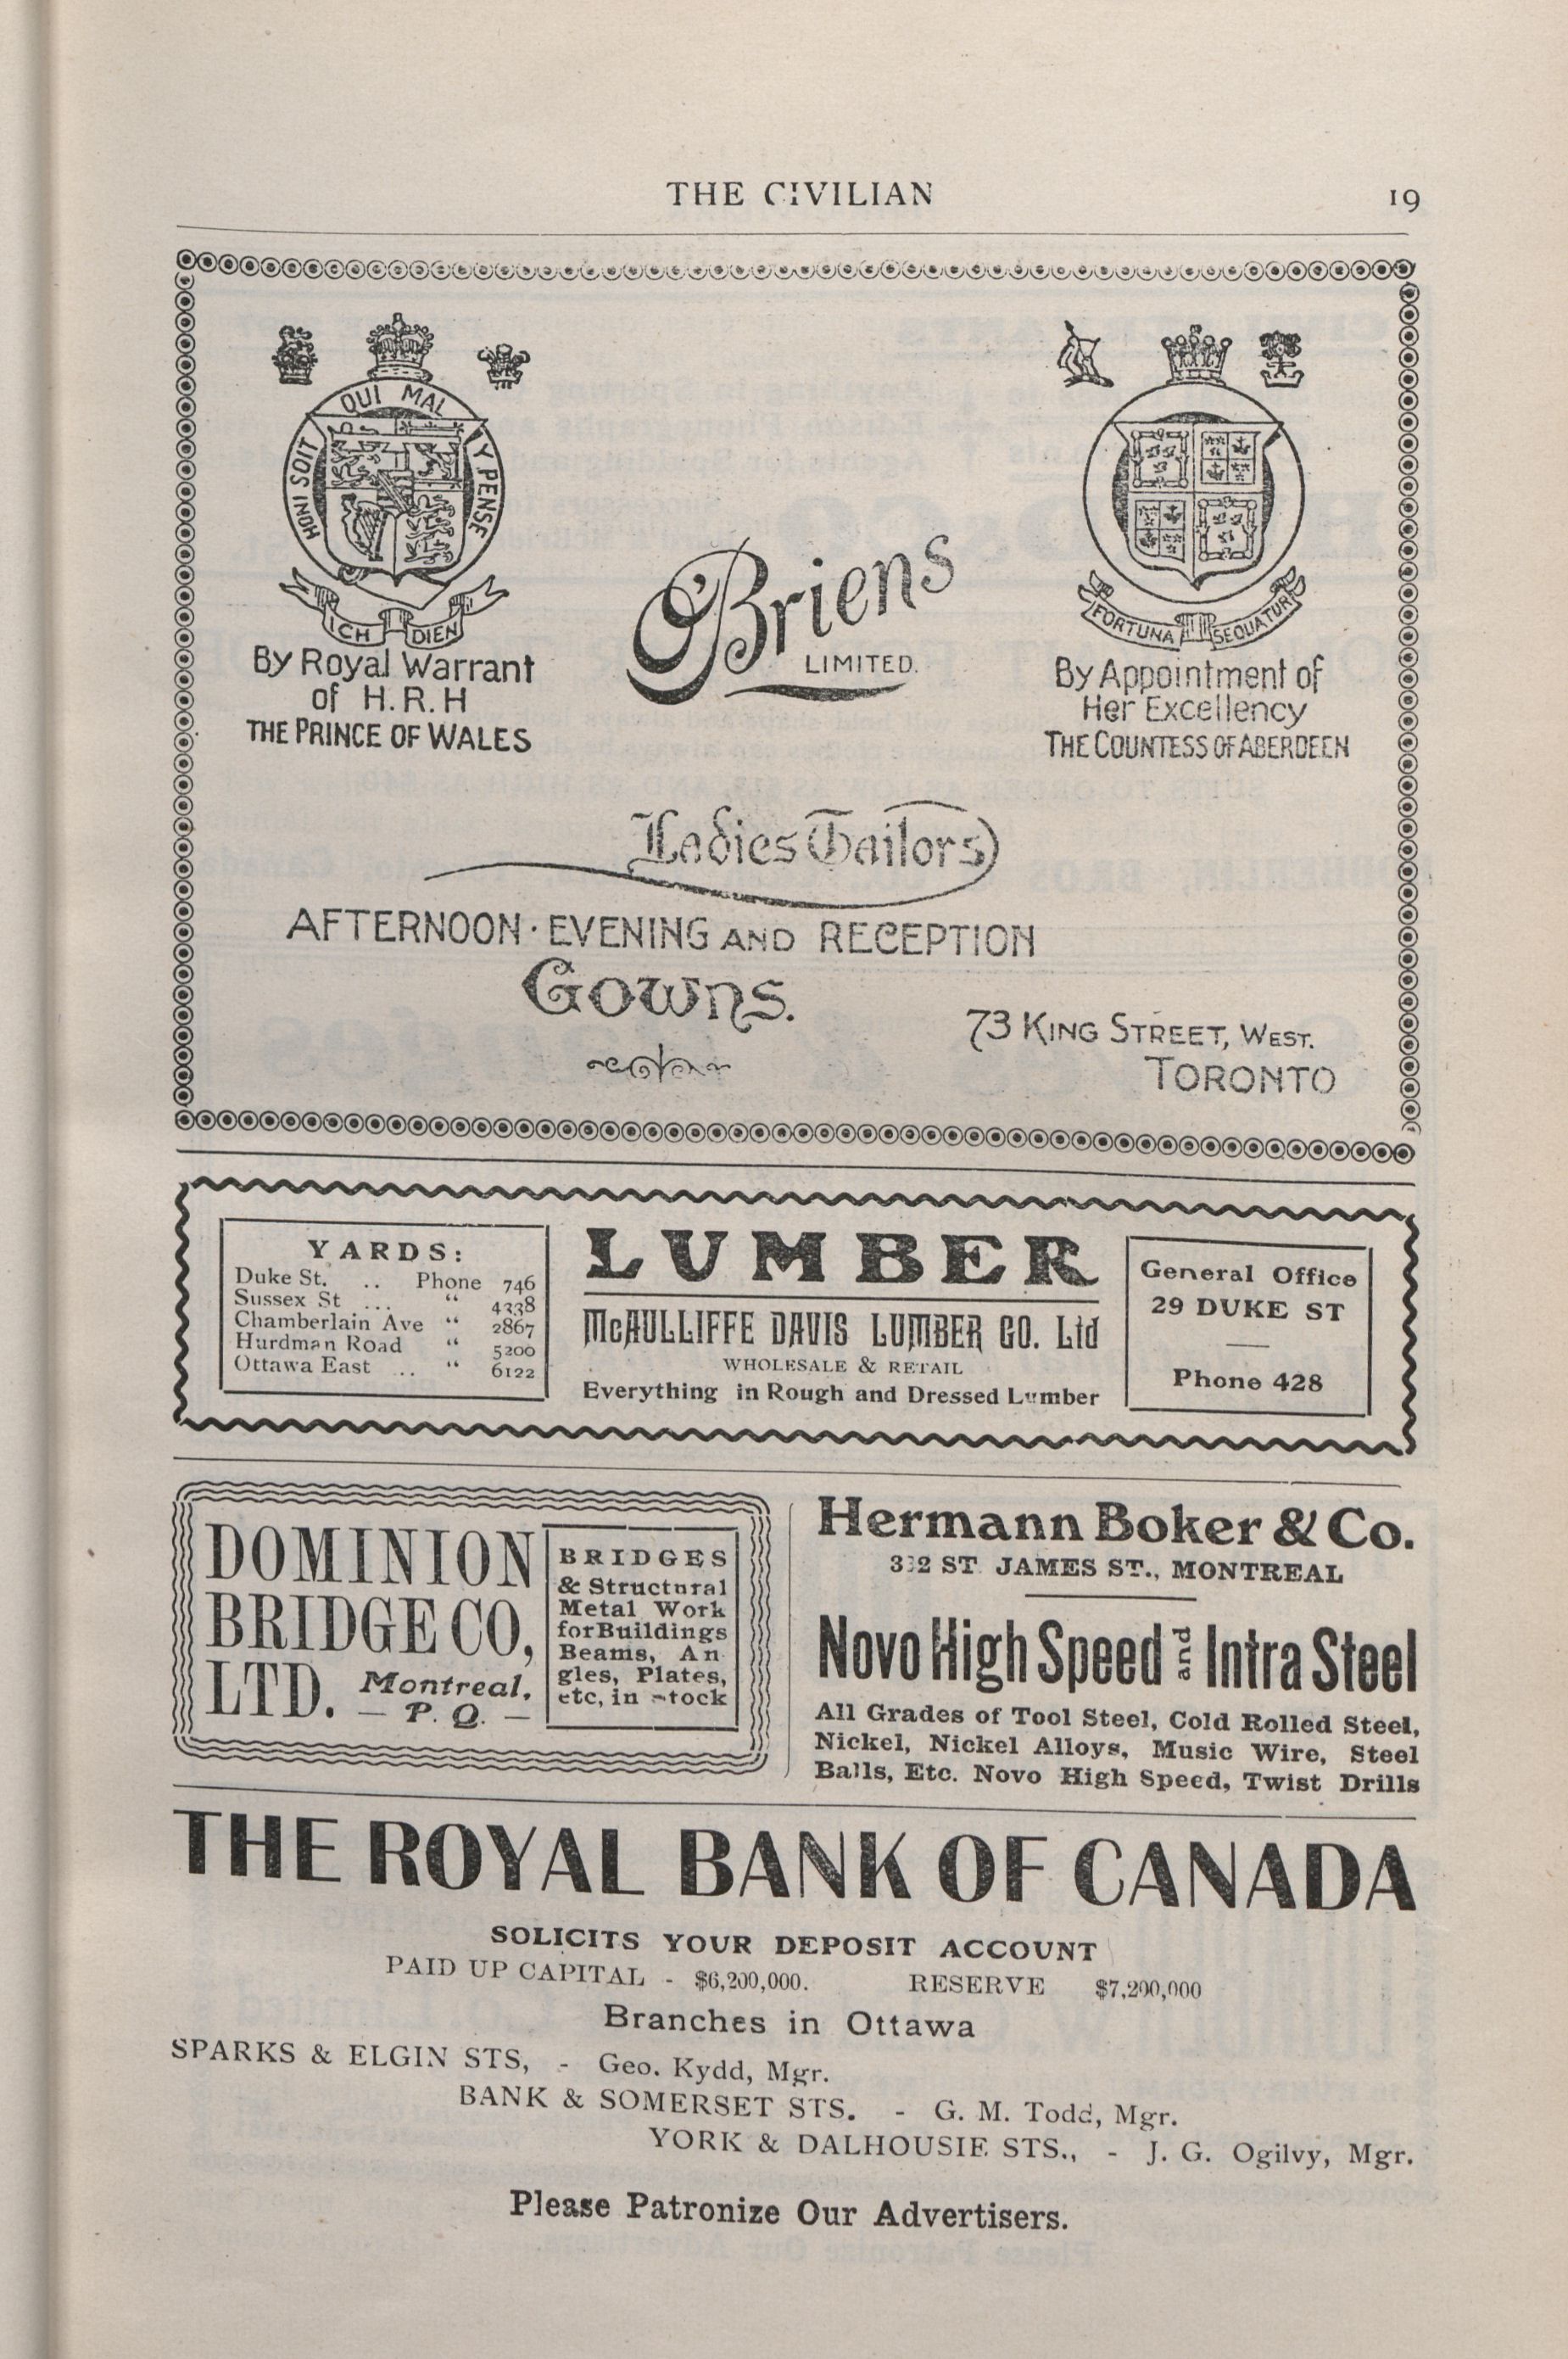 THE CIVILIAN 19
HONI SOIT QUI MAL Y PENSE
ICH DIEN
By Royal Warrant
of H.R.H
THE PRINCE OF WALES
O'Briens
LIMITED.
FORTUNA SEQUATUR
By Appointment of
Her Excellency
THE COUNTESS OF ABERDEEN
Ladies Tailors
AFTERNOON · EVENING AND RECEPTION
GOWNS.
73 KING STREET, WEST.
TORONTO
YARDS:
Duke St. .. Phone 746
Sussex St ... “ 4338
Chamberlain Ave “ 2867
Hurdman Road “ 5200
Ottawa East ... “ 6122
LUMBER
McAULLIFFE DAVIS LUMBER CO. Ltd
WHOLESALE & RETAIL
Everything in Rough and Dressed Lumber
General Office
29 DUKE ST
Phone 428
DOMINION
BRIDGE CO,
LTD. Montreal,
— P. Q. —
BRIDGES
& Structural
Metal Work
for Buildings
Beams, An-
gles, Plates,
etc, in stock
Hermann Boker & Co.
ST JAMES ST., MONTREAL
Novo High Speed and Intra Steel
All Grades of Tool Steel, Cold Rolled Steel,
Nickel, Nickel Alloys, Music Wire, Steel
Balls, Etc. Novo High Speed, Twist Drills
THE ROYAL BANK OF CANADA
SOLICITS YOUR DEPOSIT ACCOUNT
PAID UP CAPITAL - $6,200,000. RESERVE $7,200,000
Branches in Ottawa
SPARKS & ELGIN STS, - Geo. Kydd, Mgr.
BANK & SOMERSET STS. - G. M. Todd, Mgr.
YORK & DALHOUSIE STS., - J. G. Ogilvy, Mgr.
Please Patronize Our Advertisers.